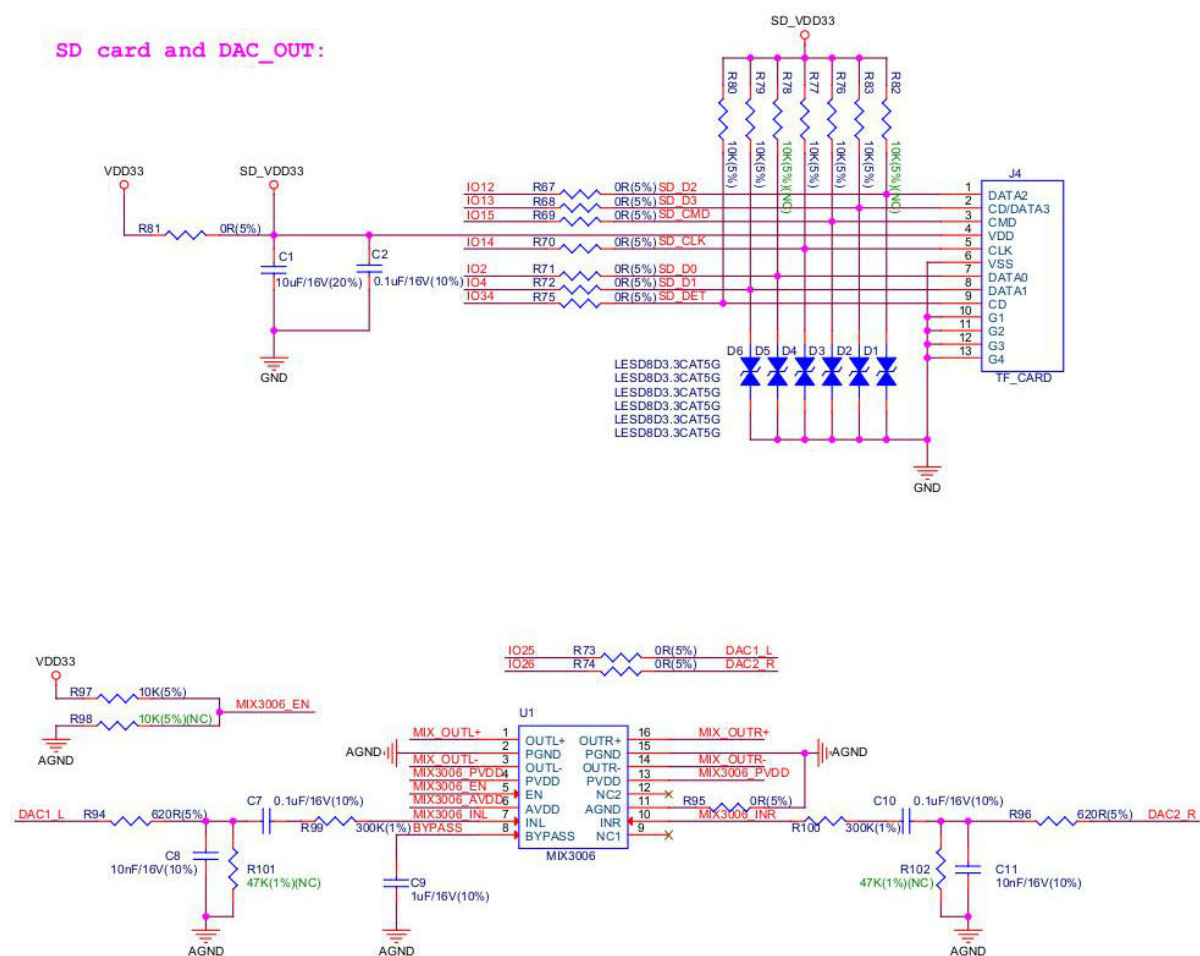 SD card and DAC_OUT:
SD_VDD33
R80
R79
R78
R77
R76
R83
R82
10K(5%)
10K(5%)
10K(5%)(NC)
10K(5%)
10K(5%)
10K(5%)
10K(5%)(NC)
VDD33
SD_VDD33
R81 0R(5%)
C1
10uF/16V(20%)
C2
0.1uF/16V(10%)
GND
IO12 R67 0R(5%) SD_D2
IO13 R68 0R(5%) SD_D3
IO15 R69 0R(5%) SD_CMD
IO14 R70 0R(5%) SD_CLK
IO2 R71 0R(5%) SD_D0
IO4 R72 0R(5%) SD_D1
IO34 R75 0R(5%) SD_DET
J4
1 DATA2
2 CD/DATA3
3 CMD
4 VDD
5 CLK
6 VSS
7 DATA0
8 DATA1
9 CD
10 G1
11 G2
12 G3
13 G4
TF_CARD
D6 D5 D4 D3 D2 D1
LESD8D3.3CAT5G
LESD8D3.3CAT5G
LESD8D3.3CAT5G
LESD8D3.3CAT5G
LESD8D3.3CAT5G
LESD8D3.3CAT5G
GND
IO25 R73 0R(5%) DAC1_L
IO26 R74 0R(5%) DAC2_R
VDD33
R97 10K(5%)
MIX3006_EN
R98 10K(5%)(NC)
AGND
U1
MIX_OUTL+ 1 OUTL+ OUTR+ 16 MIX_OUTR+
AGND 2 PGND PGND 15 AGND
MIX_OUTL- 3 OUTL- OUTR- 14 MIX_OUTR-
MIX3006_PVDD 4 PVDD PVDD 13 MIX3006_PVDD
MIX3006_EN 5 EN NC2 12
MIX3006_AVDD 6 AVDD AGND 11 R95 0R(5%)
MIX3006_INL 7 INL INR 10 MIX3006_INR
BYPASS 8 BYPASS NC1 9
MIX3006
DAC1_L R94 620R(5%)
C7 0.1uF/16V(10%)
R99 300K(1%)
C8
10nF/16V(10%)
R101
47K(1%)(NC)
AGND
C9
1uF/16V(10%)
AGND
R100 300K(1%)
C10 0.1uF/16V(10%)
R96 620R(5%) DAC2_R
R102
47K(1%)(NC)
C11
10nF/16V(10%)
AGND